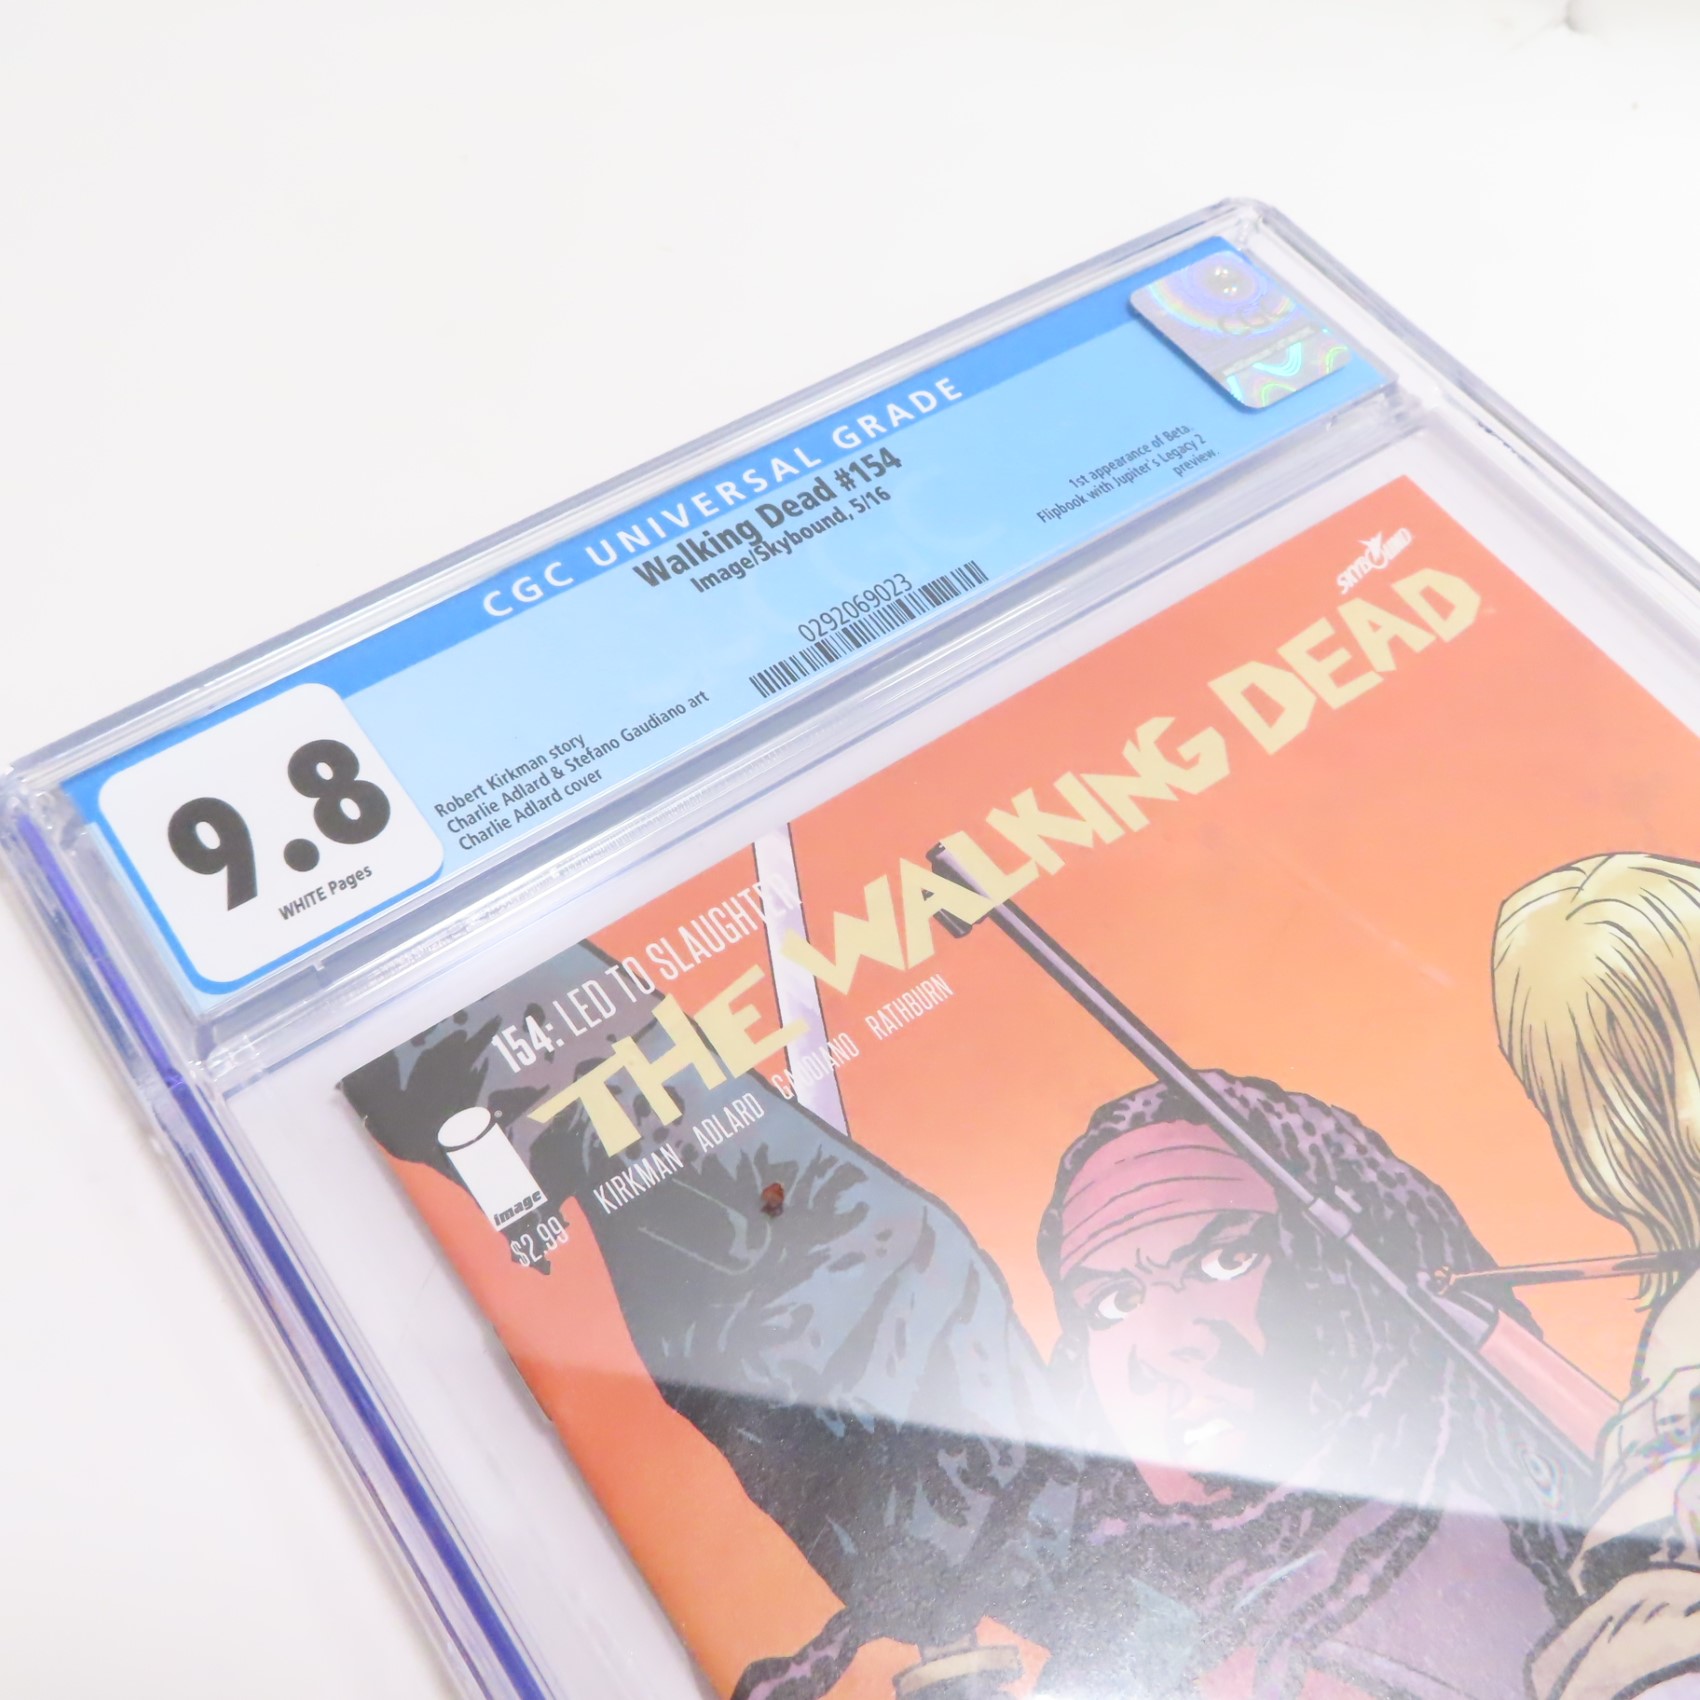 CGC UNIVERSAL GRADE
Walking Dead #154
Image/Skybound, 5/16
1st appearance of Beta.
Flipbook with Jupiter's Legacy 2
preview.
0292069023
9.8
WHITE Pages
Robert Kirkman story
Charlie Adlard & Stefano Gaudiano art
Charlie Adlard cover
CGC
SKYBOUND
154: LED TO SLAUGHTER
THE WALKING DEAD
KIRKMAN ADLARD GAUDIANO RATHBURN
image
$2.99